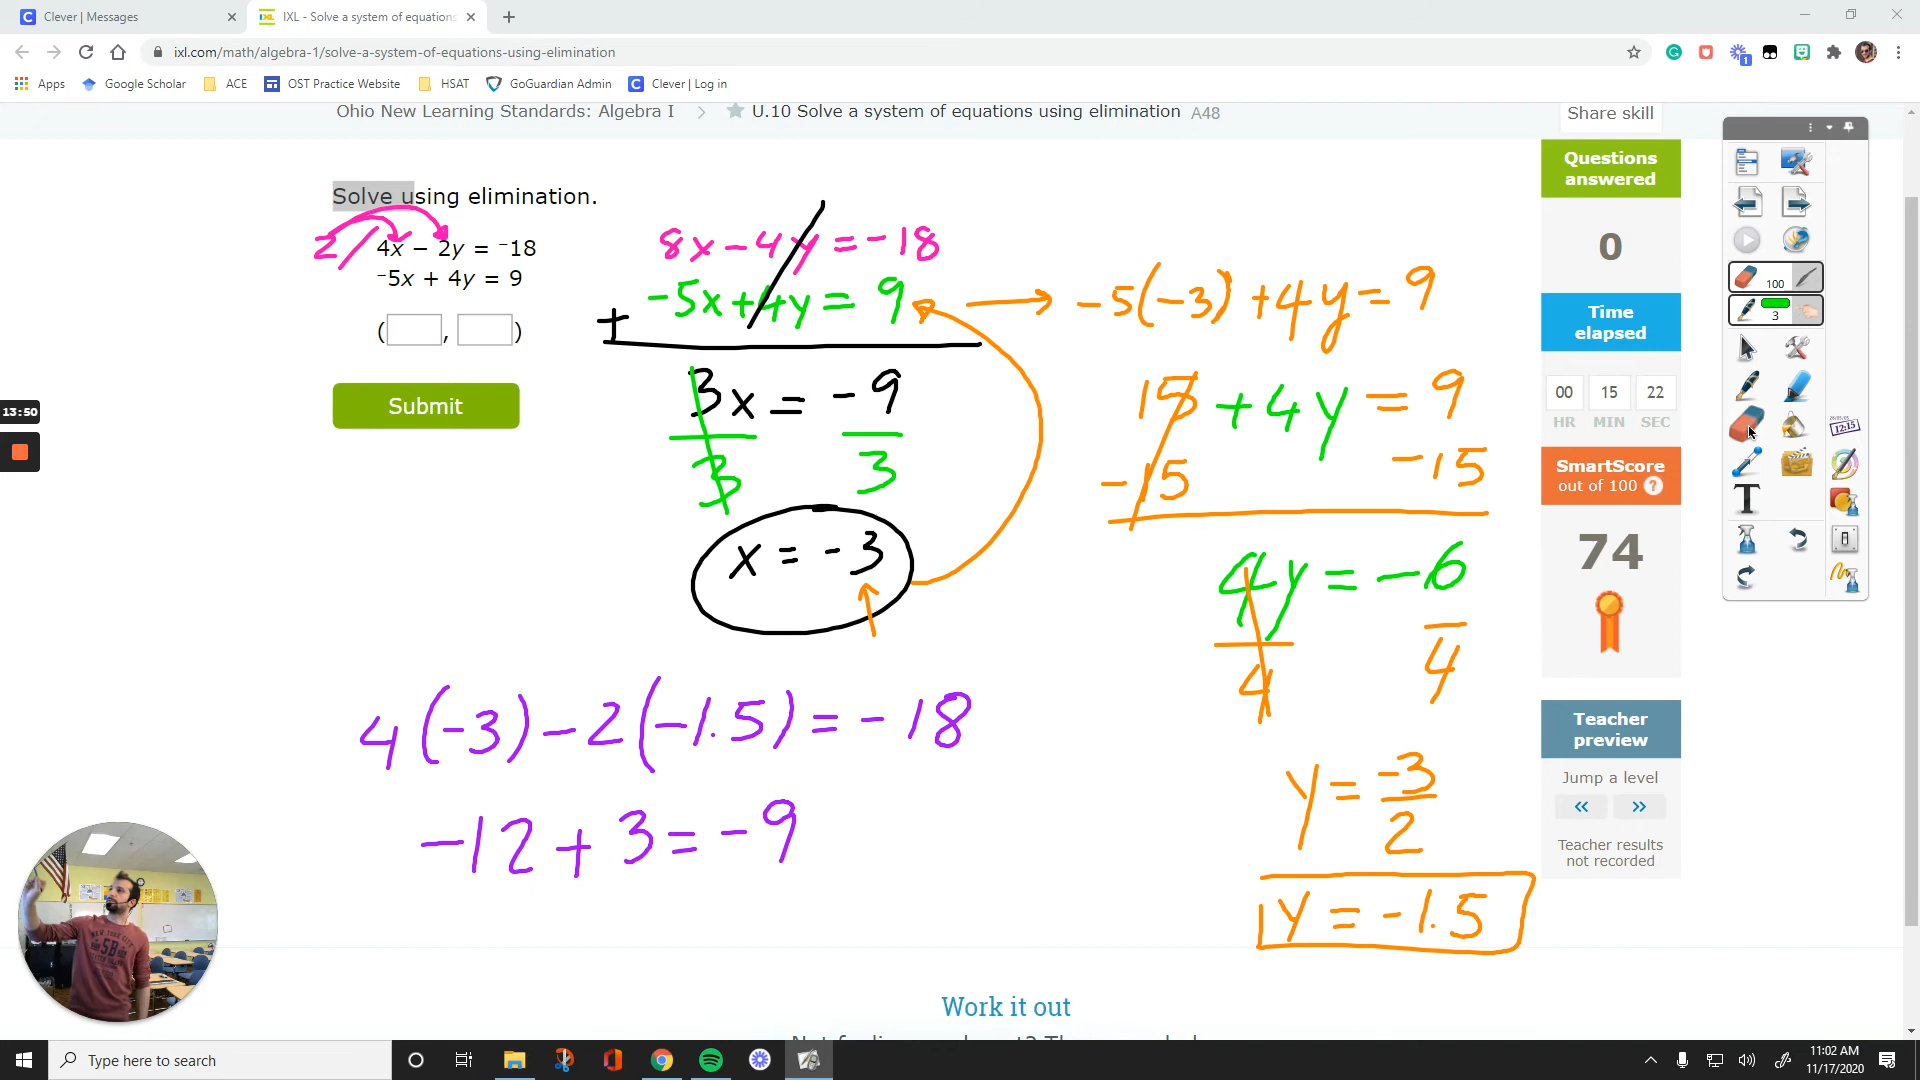 Clever | Messages
IXL - Solve a system of equations
ixl.com/math/algebra-1/solve-a-system-of-equations-using-elimination
1
Apps Google Scholar ACE OST Practice Website HSAT GoGuardian Admin Clever | Log in
Ohio New Learning Standards: Algebra I > U.10 Solve a system of equations using elimination A48
Share skill
Solve using elimination.
2
4x − 2y = ⁻18
⁻5x + 4y = 9
( , )
Submit
8x - 4y = -18
-5x + 4y = 9
+
3x = -9
3 3
x = -3
-5(-3) + 4y = 9
15 + 4y = 9
-15 -15
4y = -6
4 4
y = -3
2
y = -1.5
4(-3) - 2(-1.5) = -18
-12 + 3 = -9
Questions answered
0
Time elapsed
00 15 22
HR MIN SEC
SmartScore
out of 100 ?
74
Teacher preview
Jump a level
« »
Teacher results not recorded
100
3
12:15
T
13:50
Work it out
Type here to search
11:02 AM
11/17/2020